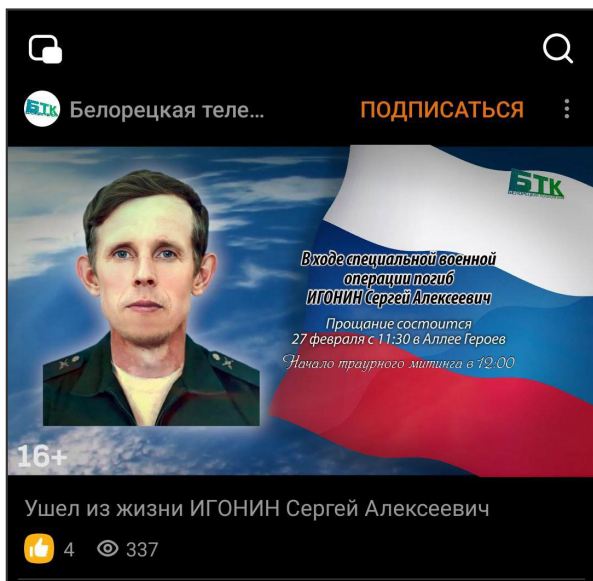 БТК Белорецкая теле... ПОДПИСАТЬСЯ
БТК
В ходе специальной военной
операции погиб
ИГОНИН Сергей Алексеевич
Прощание состоится
27 февраля с 11:30 в Аллее Героев
Начало траурного митинга в 12:00
16+
Ушел из жизни ИГОНИН Сергей Алексеевич
4 337